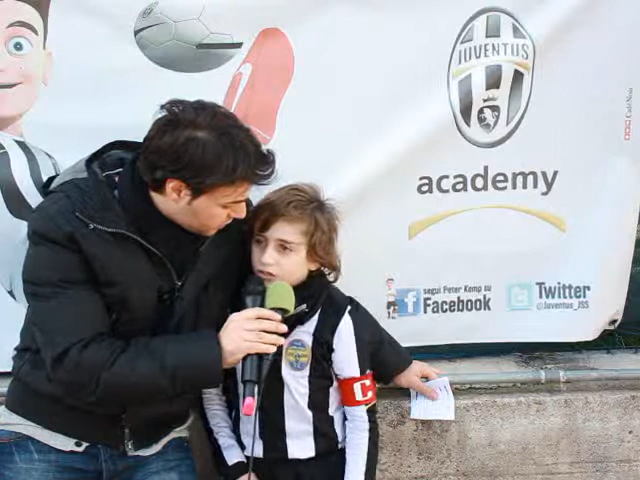 JUVENTUS
academy
segui Peter Kemp su
Facebook
Twitter
@Juventus_JSS
C